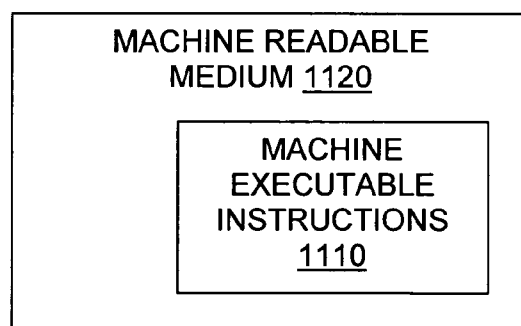 MACHINE READABLE
MEDIUM 1120
MACHINE
EXECUTABLE
INSTRUCTIONS
1110